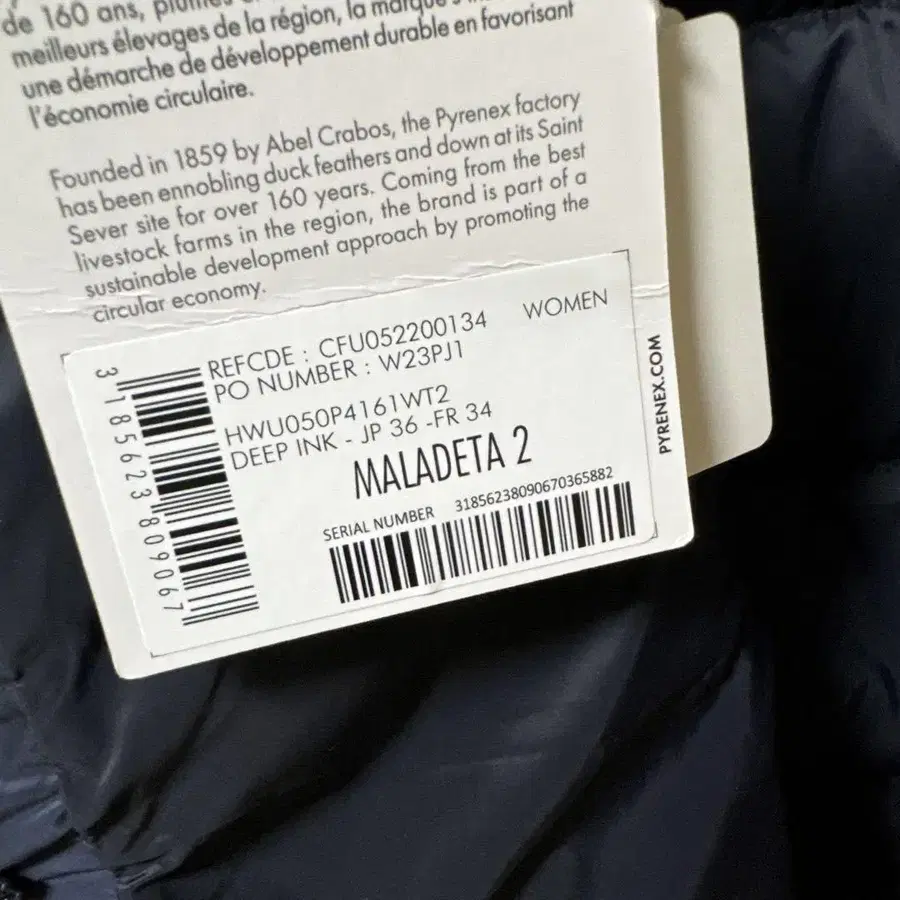 de 160 ans,
meilleurs élevages de la région, la marque
une démarche de développement durable en favorisant
l'économie circulaire.
Founded in 1859 by Abel Crabos, the Pyrenex factory
has been ennobling duck feathers and down at its Saint
Sever site for over 160 years. Coming from the best
livestock farms in the region, the brand is part of a
sustainable development approach by promoting the
circular economy.
WOMEN
REFCDE : CFU052200134
PO NUMBER : W23PJ1
HWU050P4161WT2
DEEP INK - JP 36 -FR 34
MALADETA 2
SERIAL NUMBER 31856238090670365882
3 185623 809067
PYRENEX.COM